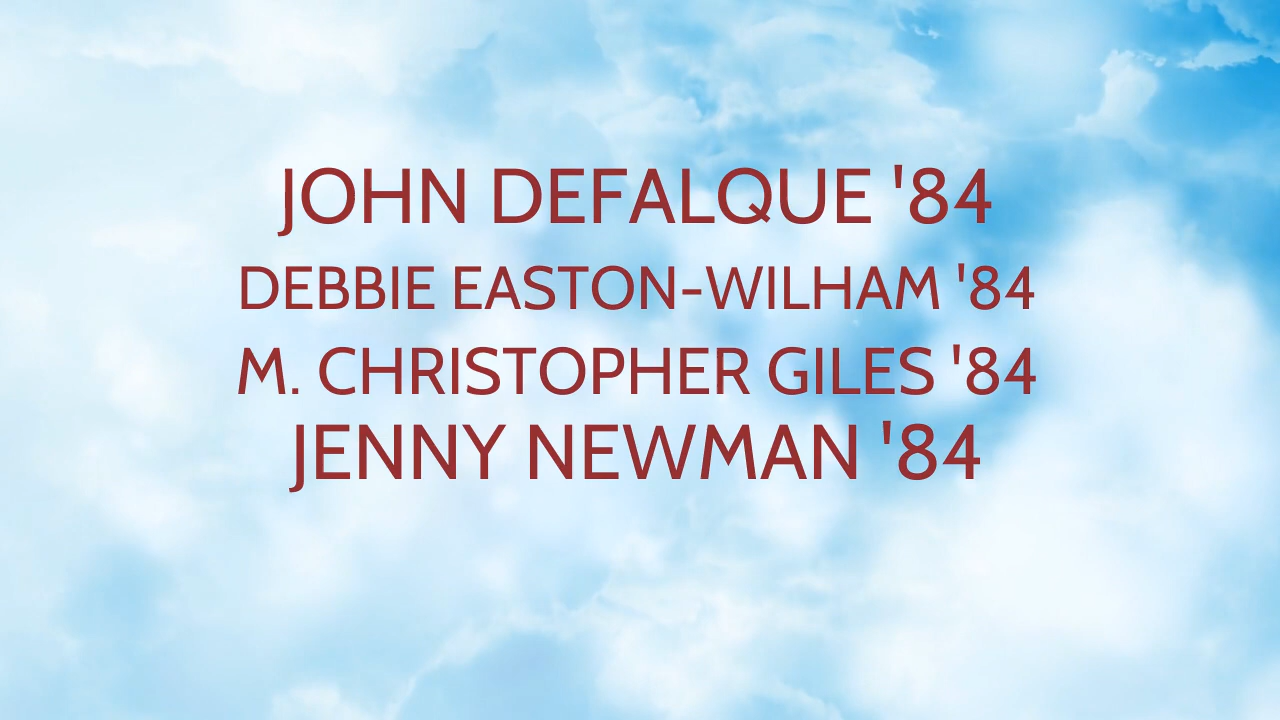 JOHN DEFALQUE '84
DEBBIE EASTON-WILHAM '84
M. CHRISTOPHER GILES '84
JENNY NEWMAN '84